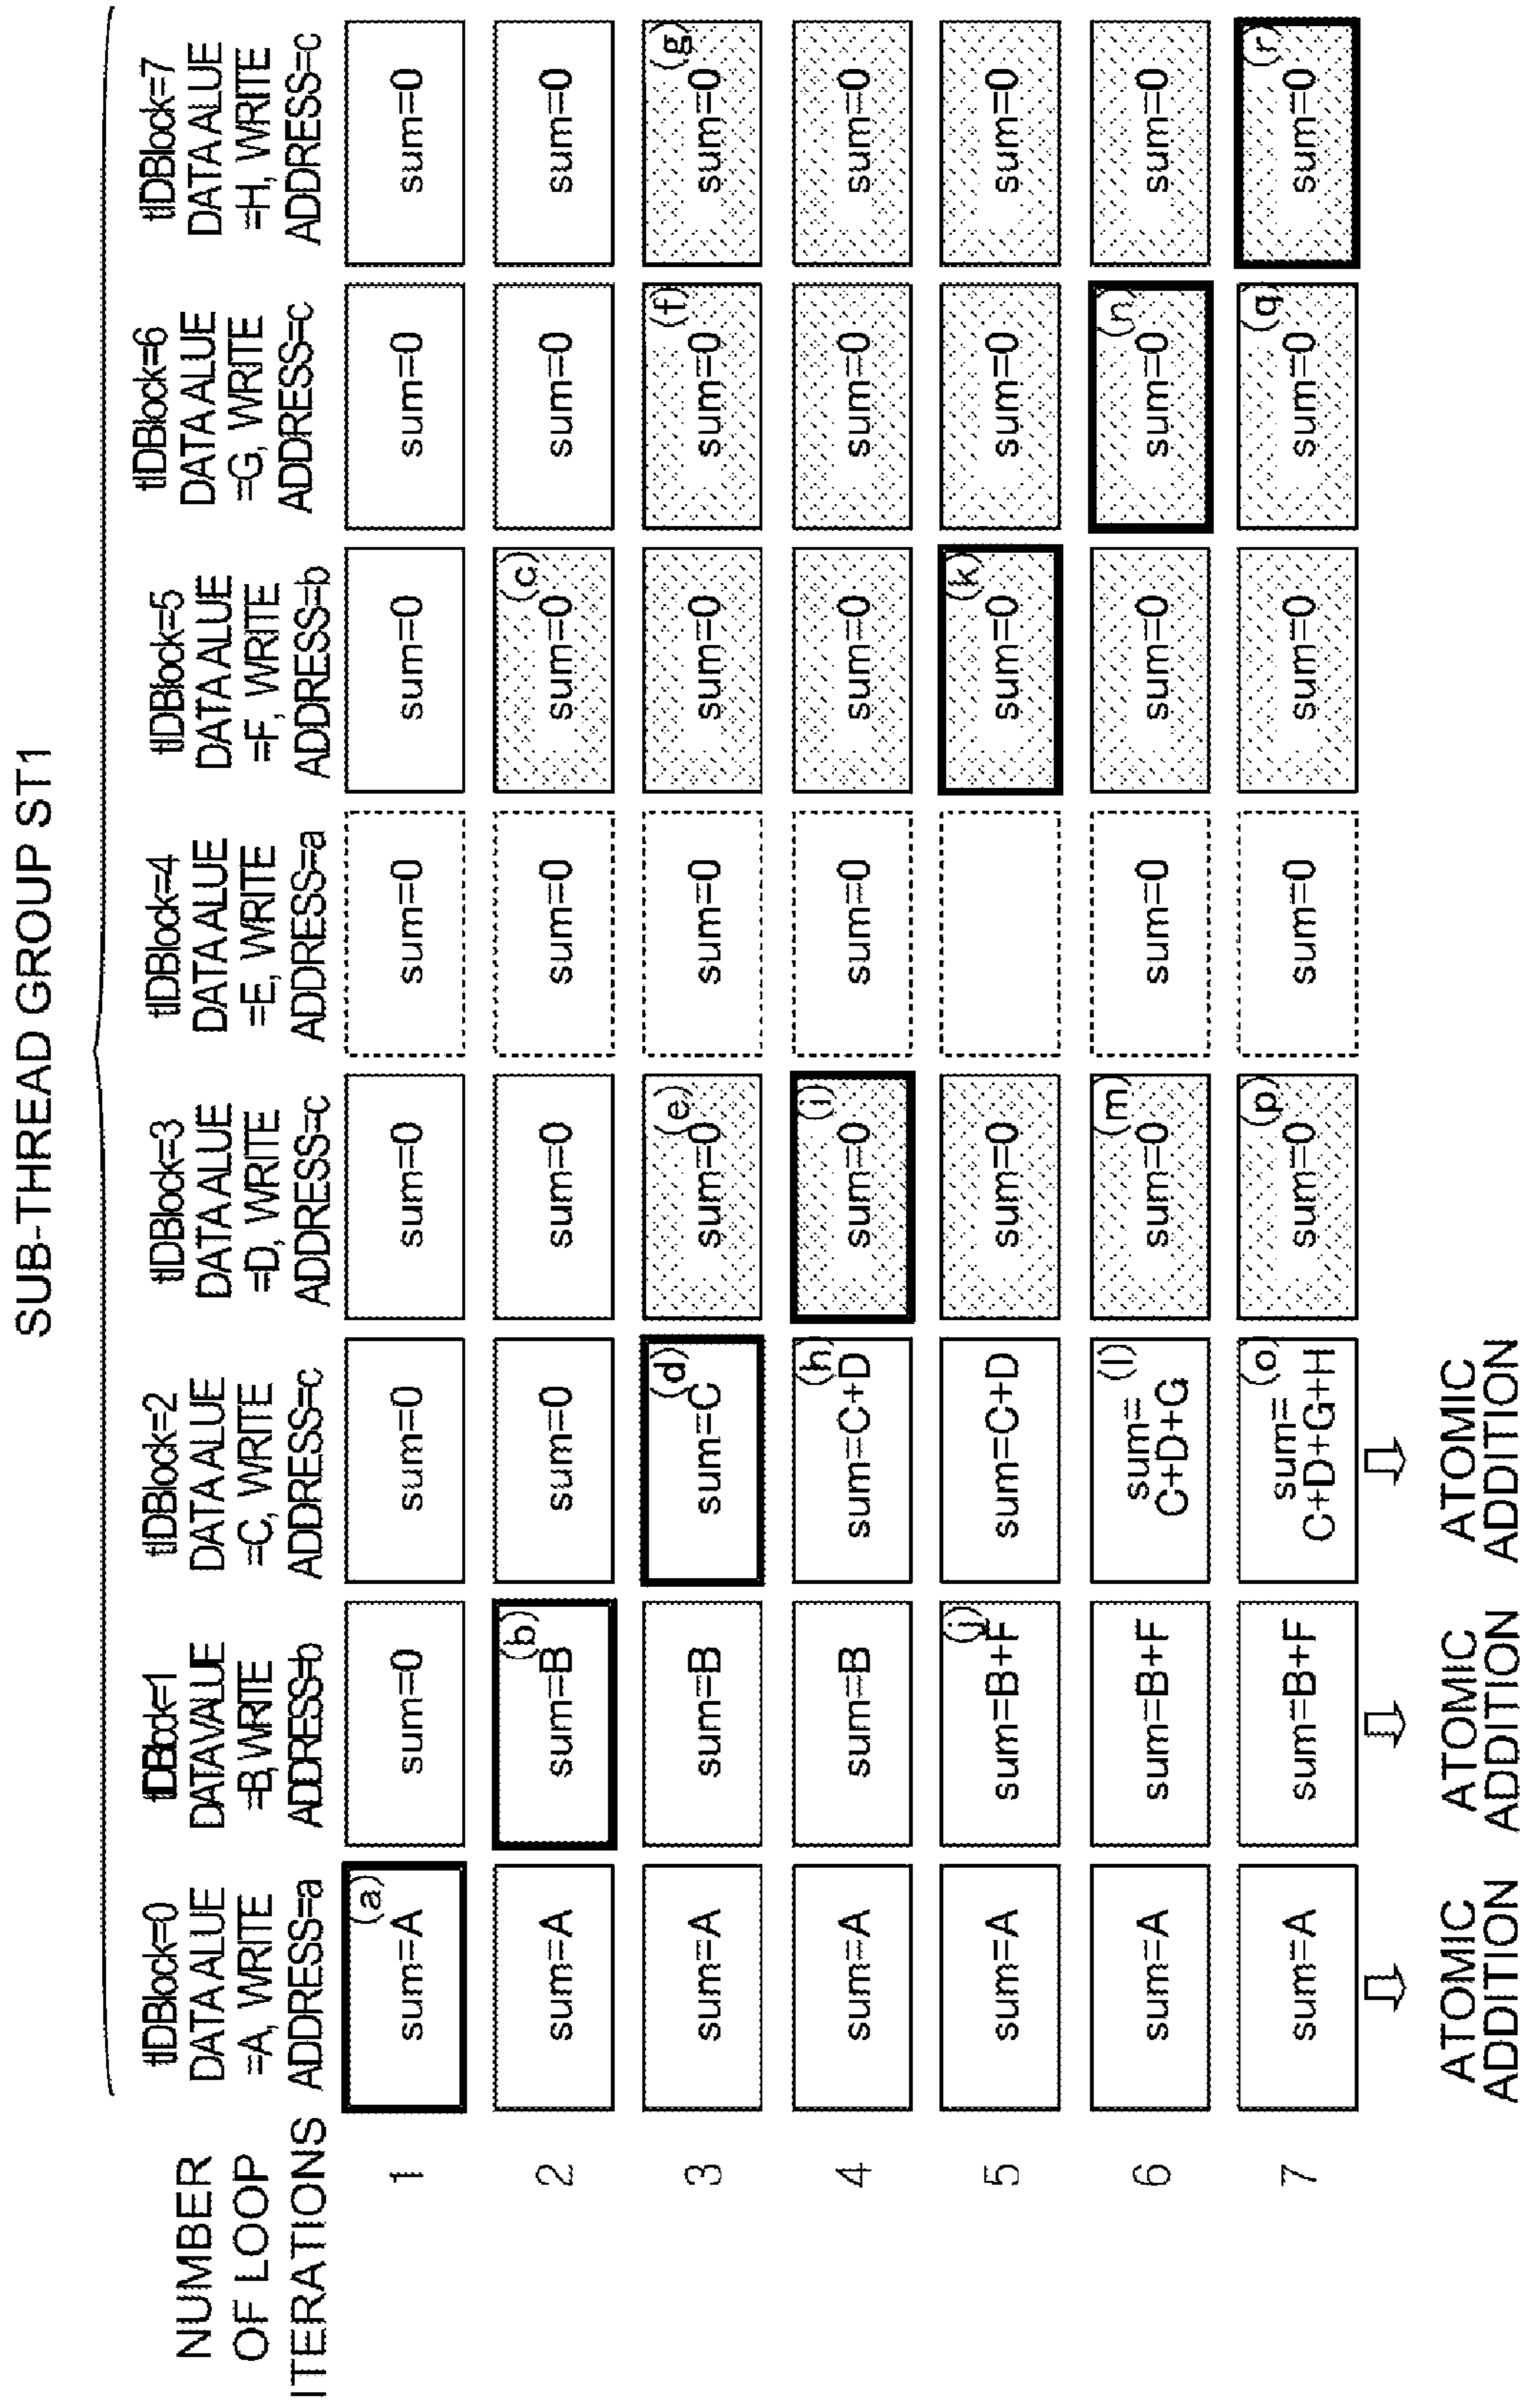 SUB-THREAD GROUP ST1
NUMBER
OF LOOP
ITERATIONS
tIDBlock=0
DATA ALUE
=A, WRITE
ADDRESS=a
tIDBlock=1
DATAVALUE
=B,WRITE
ADDRESS=b
tIDBlock=2
DATA ALUE
=C, WRITE
ADDRESS=c
tIDBlock=3
DATA ALUE
=D, WRITE
ADDRESS=c
tIDBlock=4
DATA ALUE
=E, WRITE
ADDRESS=a
tIDBlock=5
DATA ALUE
=F, WRITE
ADDRESS=b
tIDBlock=6
DATA ALUE
=G, WRITE
ADDRESS=c
tIDBlock=7
DATA ALUE
=H, WRITE
ADDRESS=c
1
(a)
sum=A
sum=0
sum=0
sum=0
sum=0
sum=0
sum=0
sum=0
2
sum=A
(b)
sum=B
sum=0
sum=0
sum=0
(c)
sum=0
sum=0
sum=0
3
sum=A
sum=B
(d)
sum=C
(e)
sum=0
sum=0
sum=0
(f)
sum=0
(g)
sum=0
4
sum=A
sum=B
(h)
sum=C+D
(i)
sum=0
sum=0
sum=0
sum=0
sum=0
5
sum=A
(j)
sum=B+F
sum=C+D
sum=0
(k)
sum=0
sum=0
sum=0
6
sum=A
sum=B+F
(l)
sum=
C+D+G
(m)
sum=0
sum=0
sum=0
(n)
sum=0
sum=0
7
sum=A
sum=B+F
(o)
sum=
C+D+G+H
(p)
sum=0
sum=0
sum=0
(q)
sum=0
(r)
sum=0
ATOMIC
ADDITION
ATOMIC
ADDITION
ATOMIC
ADDITION